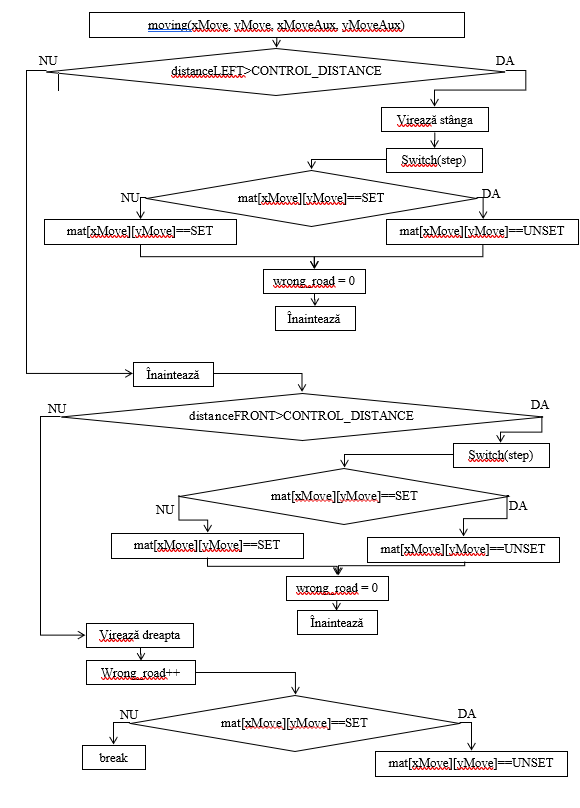 moving(xMove, yMove, xMoveAux, yMoveAux)
NU
distanceLEFT>CONTROL_DISTANCE
DA
Virează stânga
Switch(step)
NU
mat[xMove][yMove]==SET
DA
mat[xMove][yMove]==SET
mat[xMove][yMove]==UNSET
wrong_road = 0
Înaintează
Înaintează
NU
distanceFRONT>CONTROL_DISTANCE
DA
Switch(step)
NU
mat[xMove][yMove]==SET
DA
mat[xMove][yMove]==SET
mat[xMove][yMove]==UNSET
wrong_road = 0
Înaintează
Virează dreapta
Wrong_road++
NU
mat[xMove][yMove]==SET
DA
break
mat[xMove][yMove]==UNSET